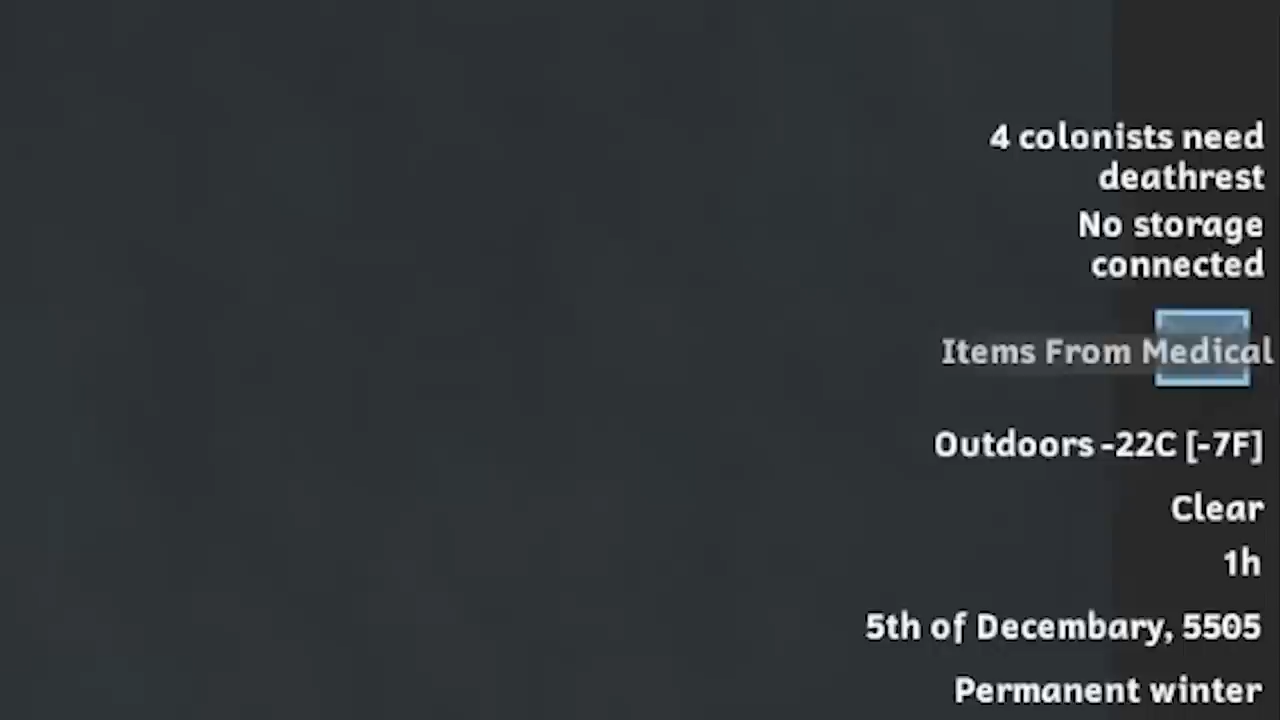 4 colonists need
deathrest
No storage
connected
Items From Medical
Outdoors -22C [-7F]
Clear
1h
5th of Decembary, 5505
Permanent winter